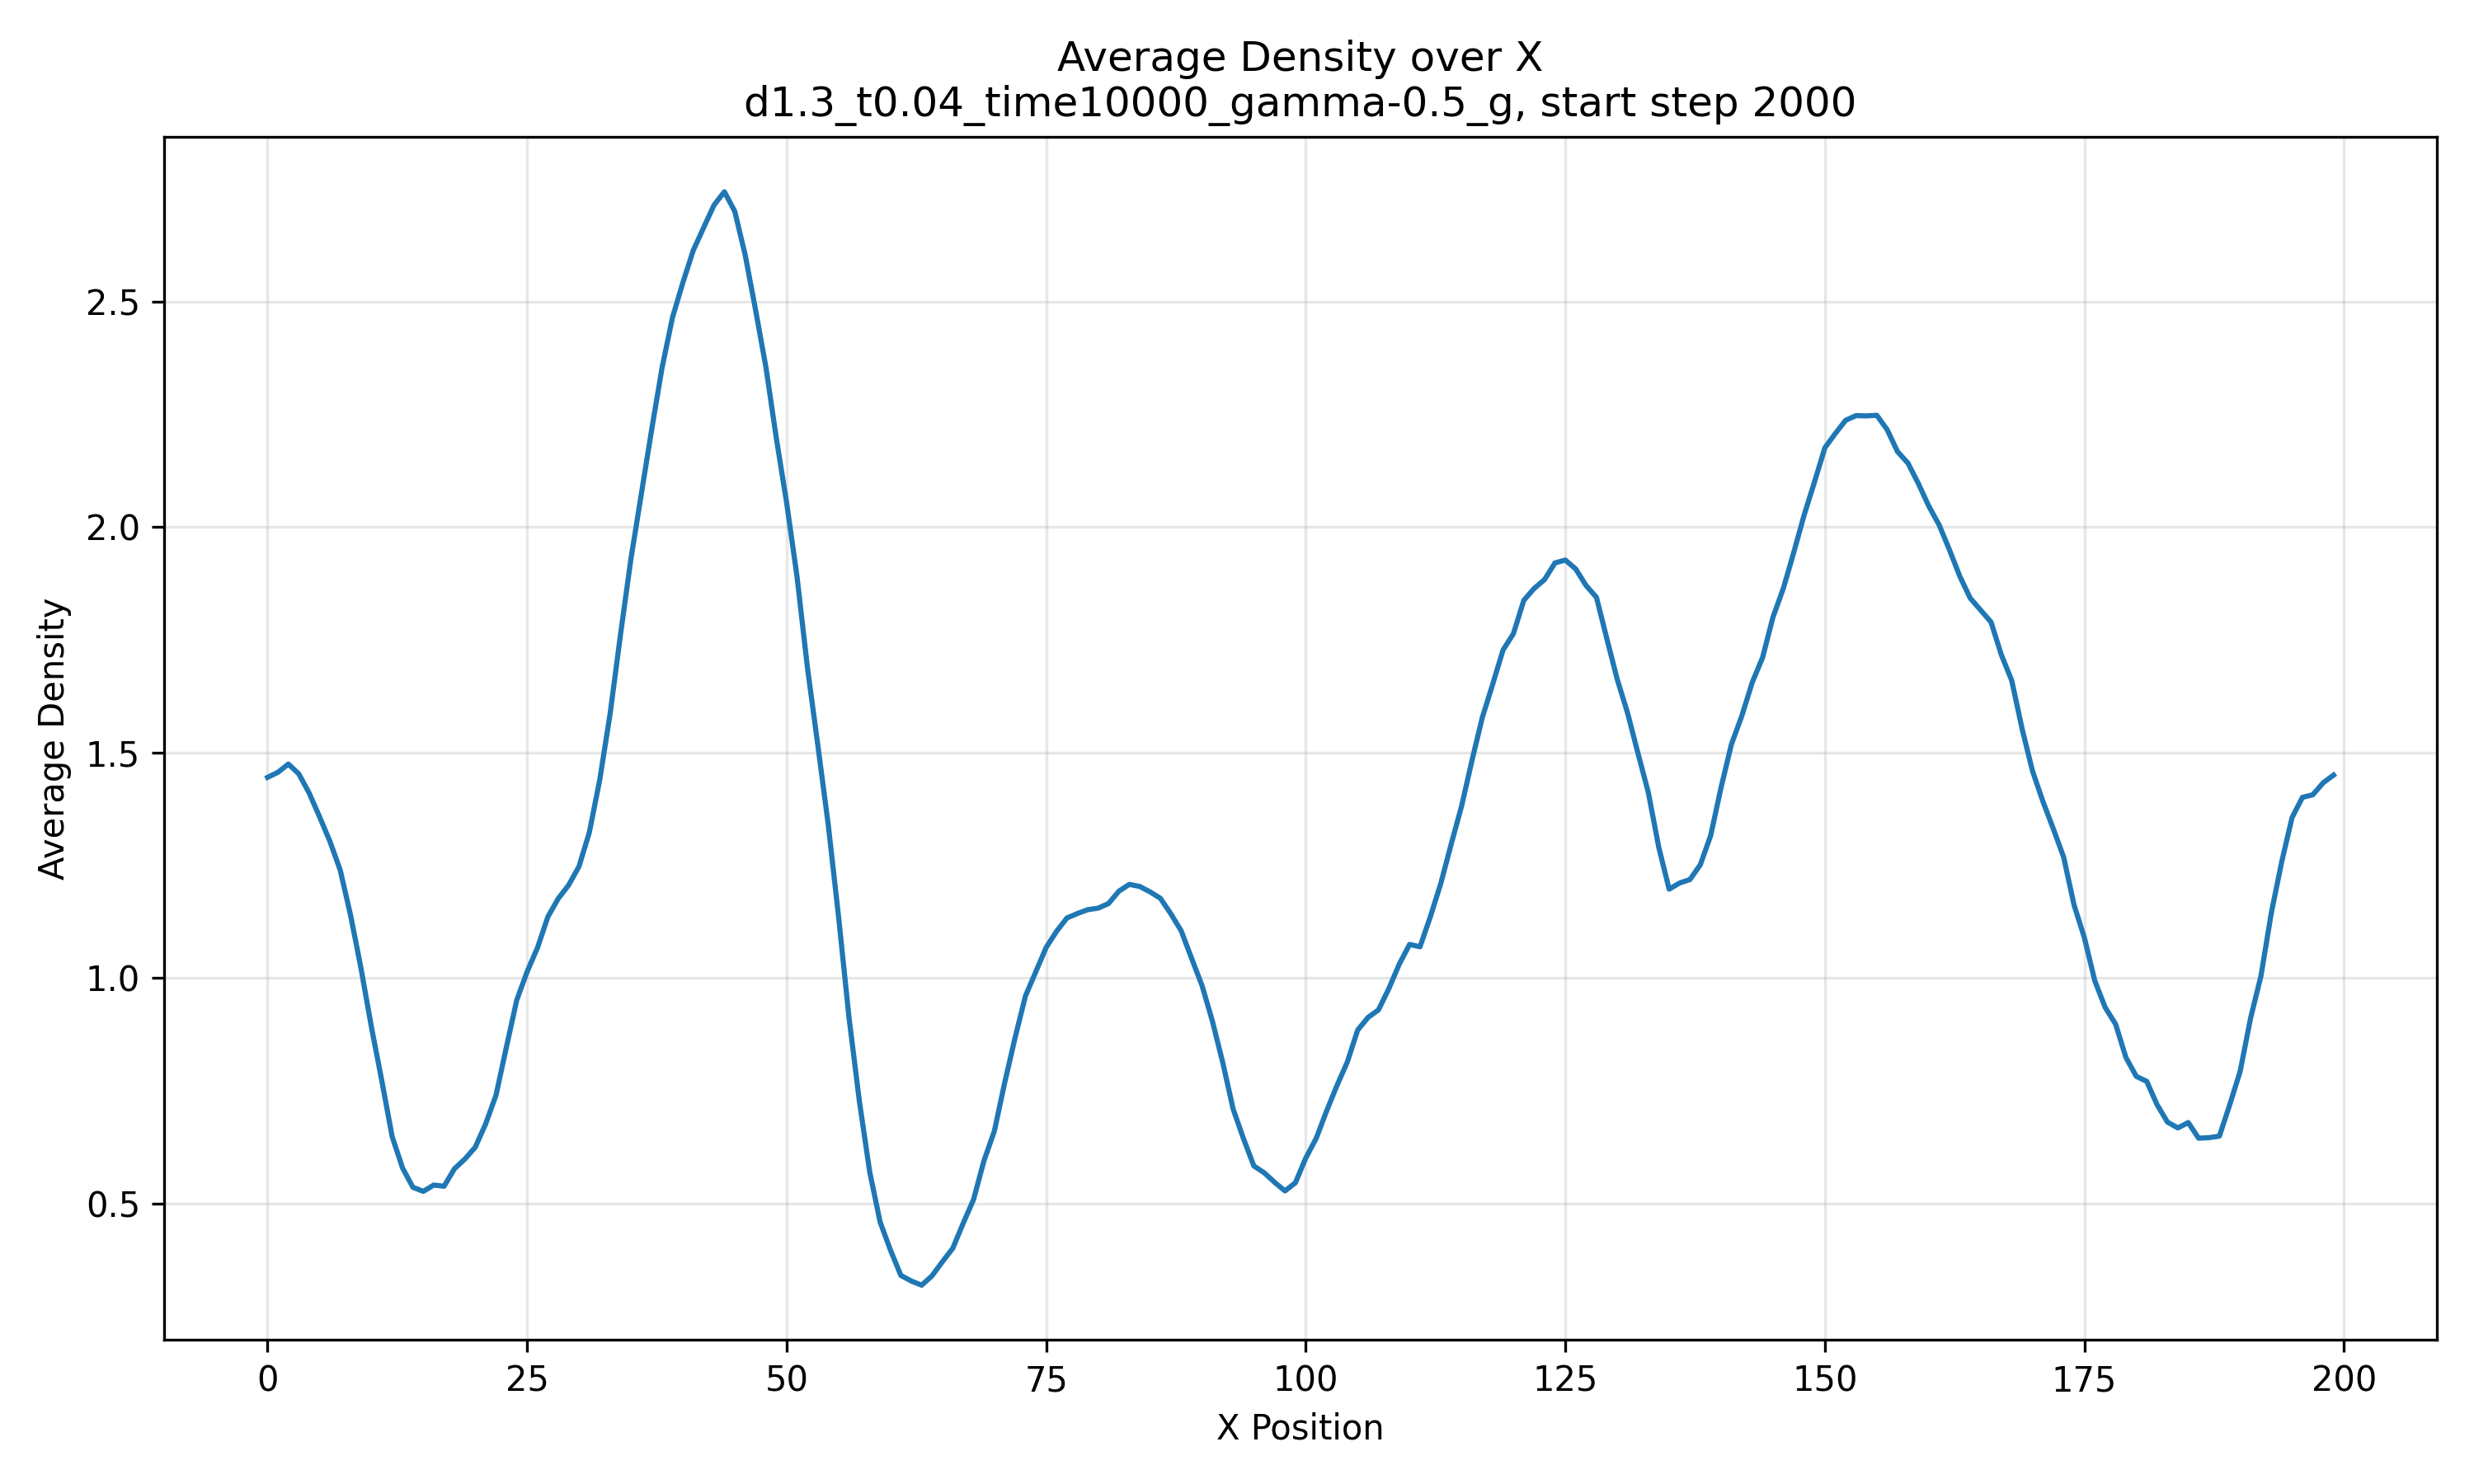 Average Density over X
d1.3_t0.04_time10000_gamma-0.5_g, start step 2000
Average Density
2.5
2.0
1.5
1.0
0.5
0 25 50 75 100 125 150 175 200
X Position